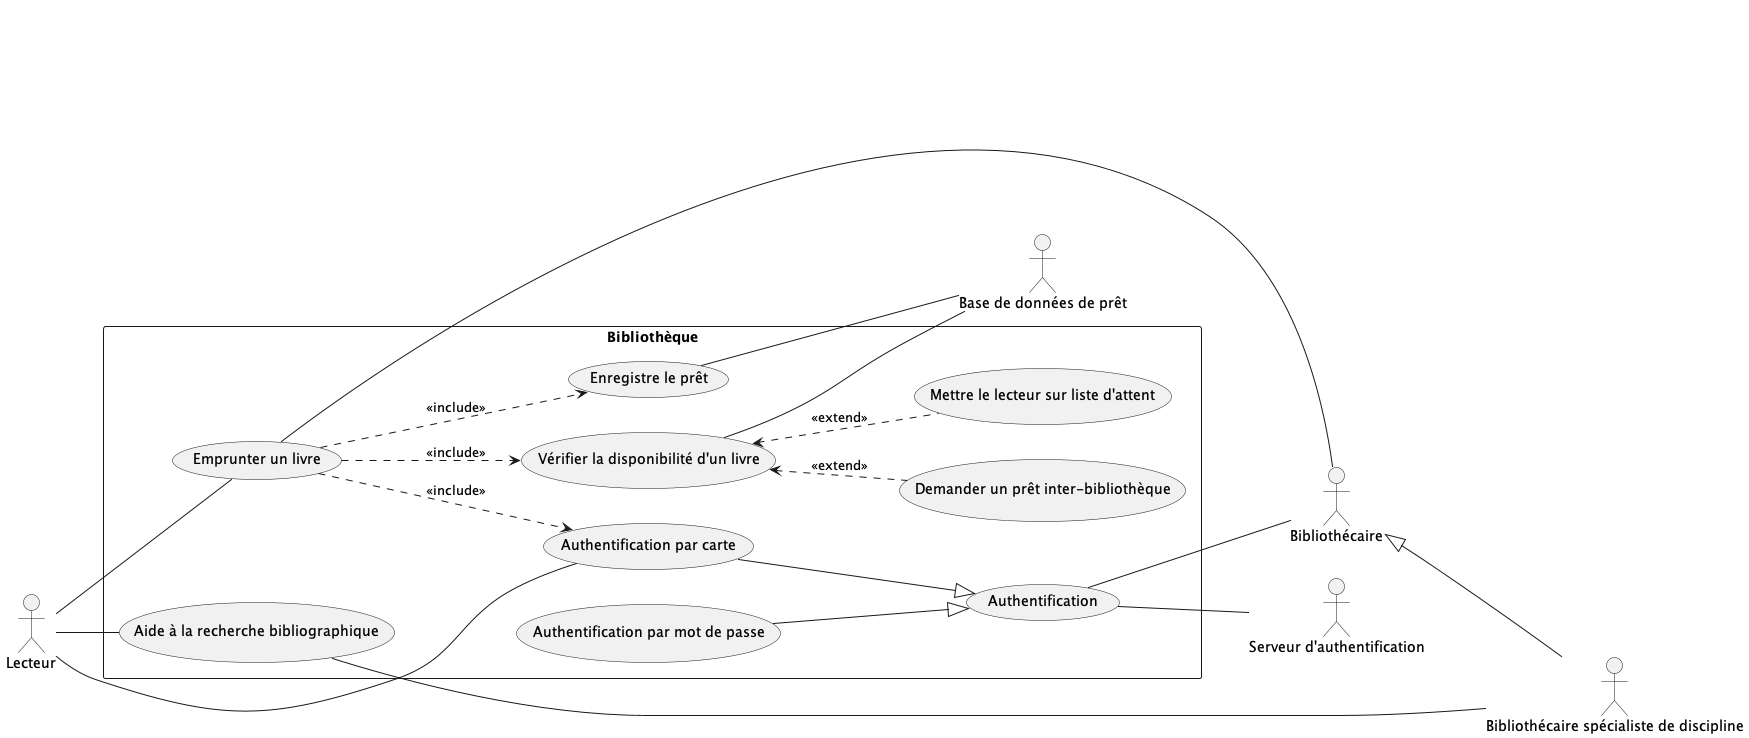 Base de données de prêt
Bibliothèque
Enregistre le prêt
Mettre le lecteur sur liste d'attent
«include»
«extend»
Emprunter un livre
«include»
Vérifier la disponibilité d'un livre
«extend»
Demander un prêt inter-bibliothèque
«include»
Authentification par carte
Bibliothécaire
Authentification
Aide à la recherche bibliographique
Authentification par mot de passe
Serveur d'authentification
Lecteur
Bibliothécaire spécialiste de discipline